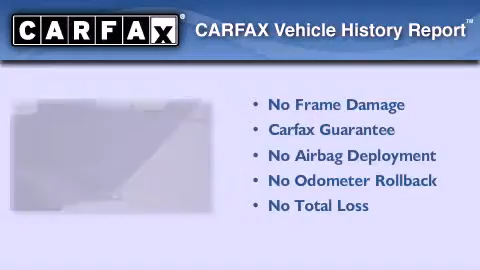 CARFAX® CARFAX Vehicle History Report™
• No Frame Damage
• Carfax Guarantee
• No Airbag Deployment
• No Odometer Rollback
• No Total Loss